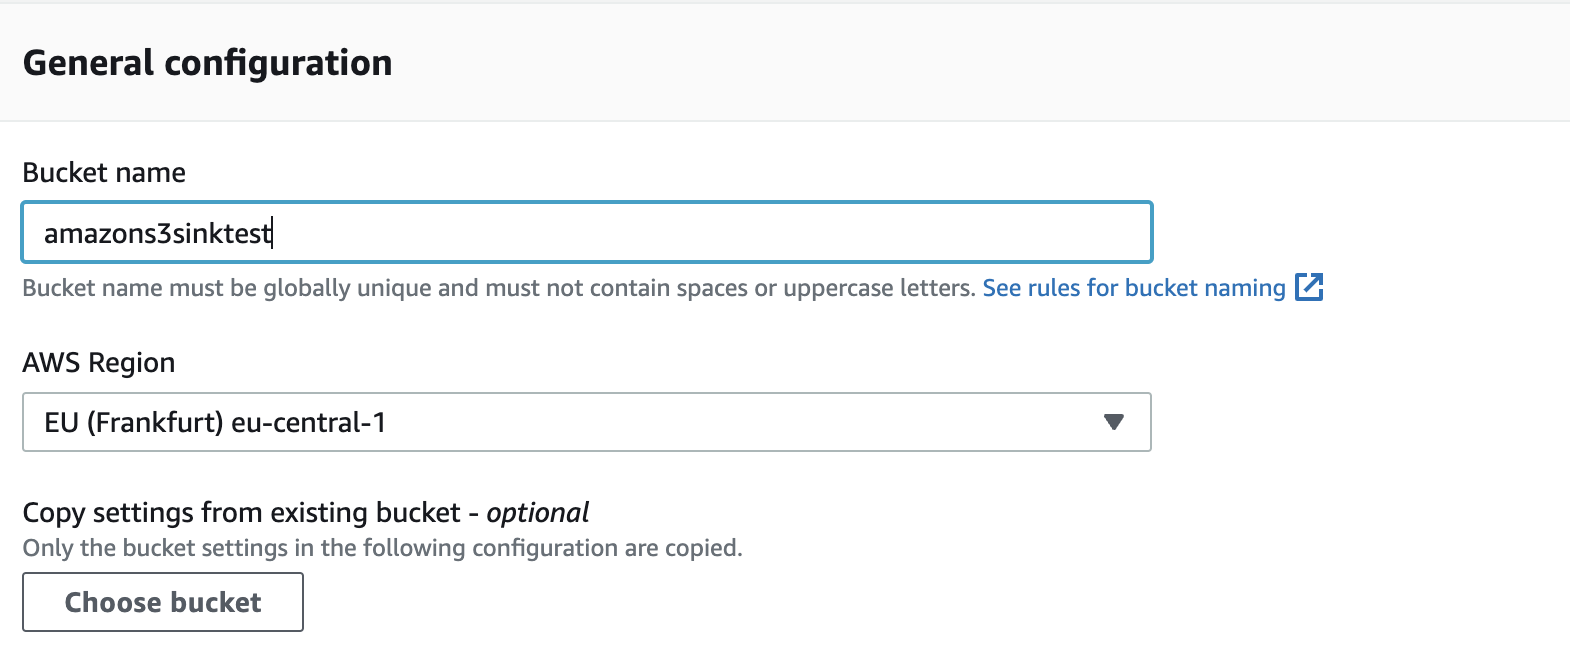 General configuration
Bucket name
amazons3sinktest
Bucket name must be globally unique and must not contain spaces or uppercase letters. See rules for bucket naming
AWS Region
EU (Frankfurt) eu-central-1
Copy settings from existing bucket - optional
Only the bucket settings in the following configuration are copied.
Choose bucket